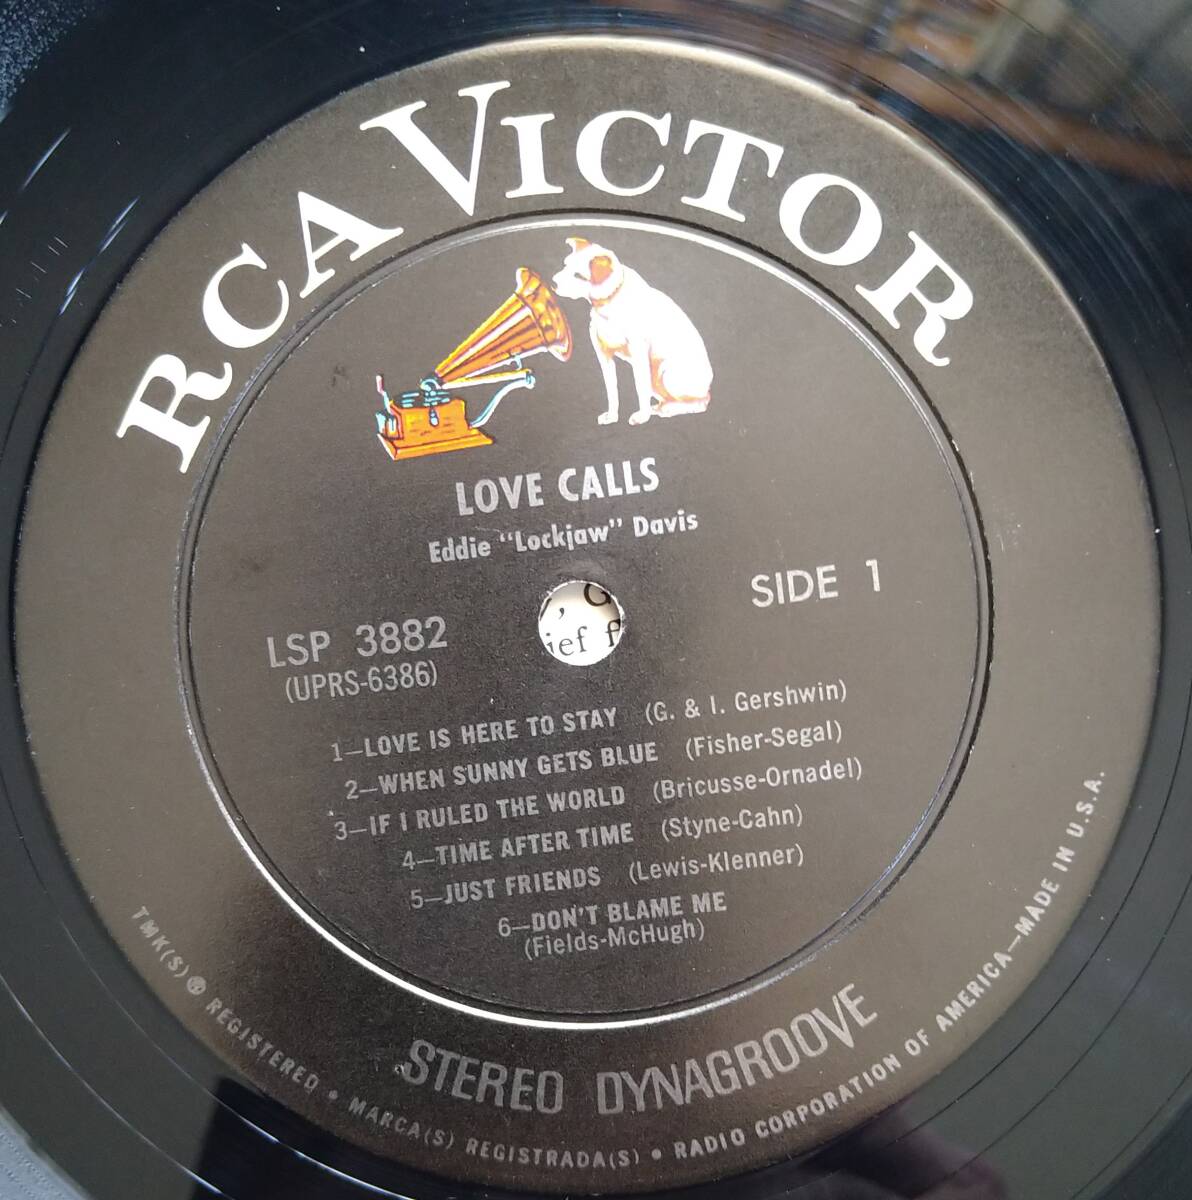 RCA VICTOR
LOVE CALLS
Eddie "Lockjaw" Davis
SIDE 1
LSP 3882
(UPRS-6386)
1—LOVE IS HERE TO STAY (G. & I. Gershwin)
2—WHEN SUNNY GETS BLUE (Fisher-Segal)
3—IF I RULED THE WORLD (Bricusse-Ornadel)
4—TIME AFTER TIME (Styne-Cahn)
5—JUST FRIENDS (Lewis-Klenner)
6—DON'T BLAME ME
(Fields-McHugh)
STEREO DYNAGROOVE
TMK(S) ® REGISTERED • MARCA(S) REGISTRADA(S) • RADIO CORPORATION OF AMERICA—MADE IN U.S.A.